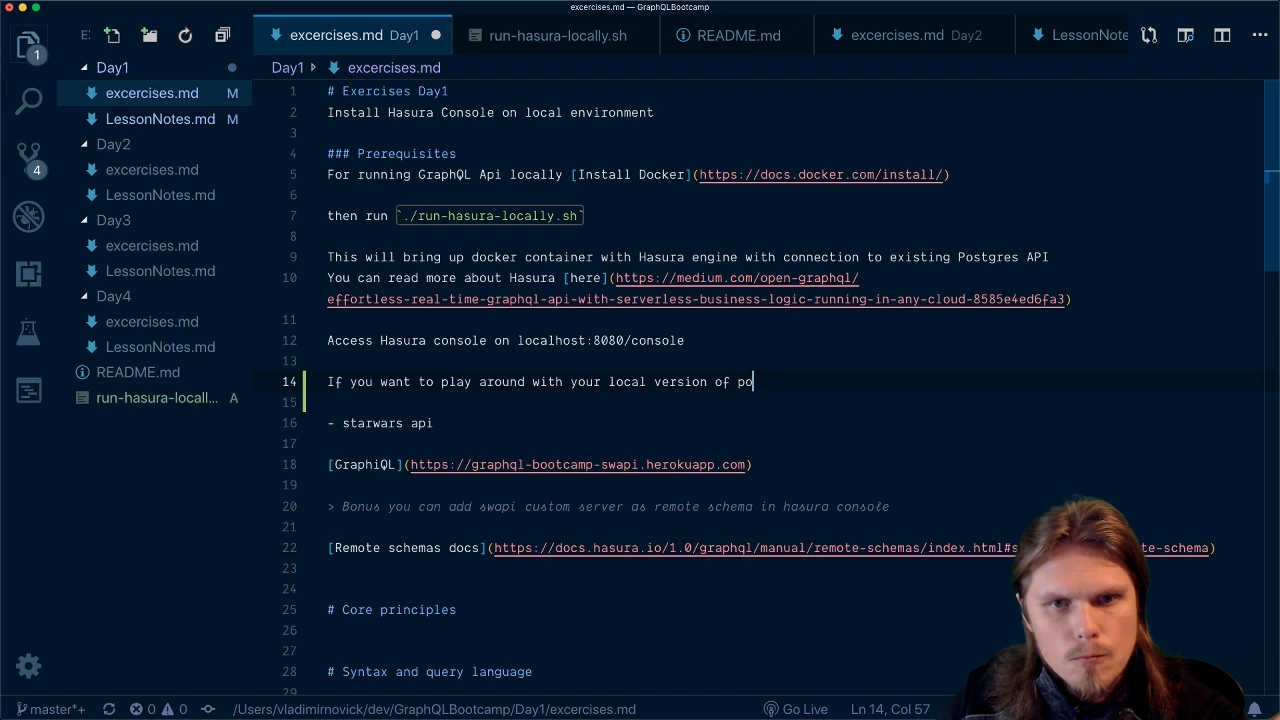 excercises.md — GraphQLBootcamp
1
4
E:
excercises.md Day1
run-hasura-locally.sh
README.md
excercises.md Day2
LessonNote
Day1
excercises.md M
LessonNotes.md M
Day2
excercises.md
LessonNotes.md
Day3
excercises.md
LessonNotes.md
Day4
excercises.md
LessonNotes.md
README.md
run-hasura-locall... A
Day1 excercises.md
1 # Exercises Day1
2 Install Hasura Console on local environment
3
4 ### Prerequisites
5 For running GraphQL Api locally [Install Docker](https://docs.docker.com/install/)
6
7 then run `./run-hasura-locally.sh`
8
9 This will bring up docker container with Hasura engine with connection to existing Postgres API
10 You can read more about Hasura [here](https://medium.com/open-graphql/
effortless-real-time-graphql-api-with-serverless-business-logic-running-in-any-cloud-8585e4ed6fa3)
11
12 Access Hasura console on localhost:8080/console
13
14 If you want to play around with your local version of po
15
16 - starwars api
17
18 [GraphiQL](https://graphql-bootcamp-swapi.herokuapp.com)
19
20 > Bonus you can add swapi custom server as remote schema in hasura console
21
22 [Remote schemas docs](https://docs.hasura.io/1.0/graphql/manual/remote-schemas/index.html#s te-schema)
23
24
25 # Core principles
26
27
28 # Syntax and query language
29
master*+ 0 0 /Users/vladimirnovick/dev/GraphQLBootcamp/Day1/excercises.md Go Live Ln 14, Col 57